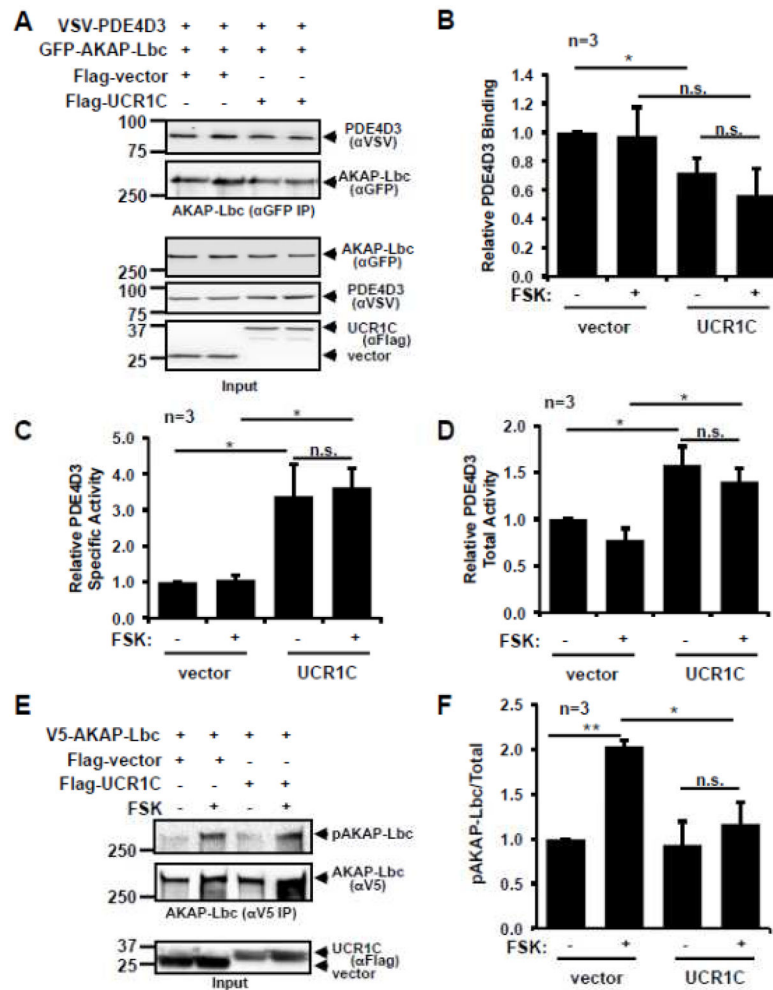 A
VSV-PDE4D3 + + + +
GFP-AKAP-Lbc + + + +
Flag-vector + + - -
Flag-UCR1C - - + +
100
75
PDE4D3
(αVSV)
250
AKAP-Lbc
(αGFP)
AKAP-Lbc (αGFP IP)
250
AKAP-Lbc
(αGFP)
100
75
PDE4D3
(αVSV)
37
25
UCR1C
(αFlag)
vector
Input
B
n=3
*
n.s.
n.s.
Relative PDE4D3 Binding
1.4
1.2
1.0
0.8
0.6
0.4
0.2
0.0
FSK: - + - +
vector UCR1C
C
n=3
*
*
n.s.
Relative PDE4D3
Specific Activity
5.0
4.0
3.0
2.0
1.0
0.0
FSK: - + - +
vector UCR1C
D
n=3
*
*
n.s.
Relative PDE4D3
Total Activity
2.0
1.5
1.0
0.5
0.0
FSK: - + - +
vector UCR1C
E
V5-AKAP-Lbc + + + +
Flag-vector + + - -
Flag-UCR1C - - + +
FSK - + - +
250
pAKAP-Lbc
250
AKAP-Lbc
(αV5)
AKAP-Lbc (αV5 IP)
37
25
UCR1C
(αFlag)
vector
Input
F
n=3
**
*
n.s.
pAKAP-Lbc/Total
2.5
2.0
1.5
1.0
0.5
0.0
FSK: - + - +
vector UCR1C